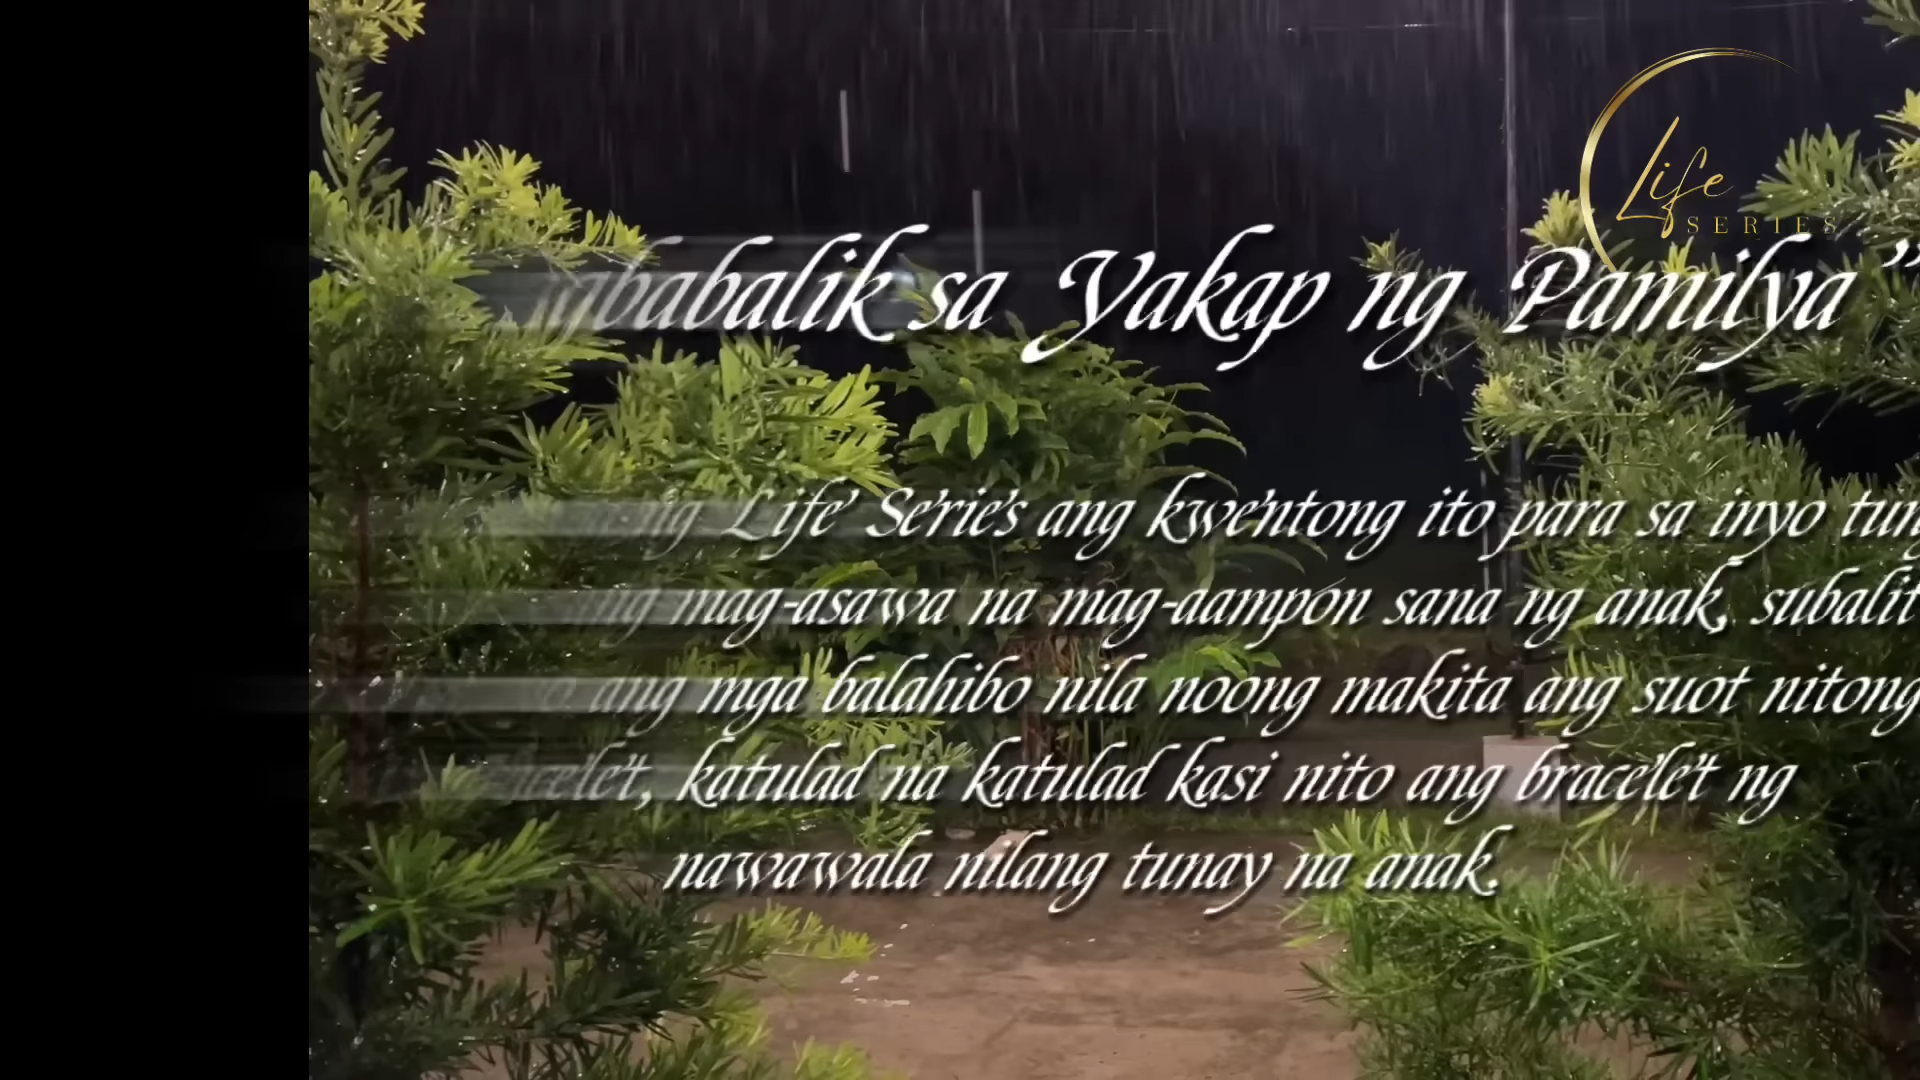 Life
SERIES
sa Yakap ng Pamilya”
ng Life Series ang kwentong ito para sa inyo
mag-asawa na mag-aampon sana ng anak, subalit
ang mga balahibo nila noong makita ang suot nitong
katulad na katulad kasi nito ang bracelet ng
nawawala nilang tunay na anak.